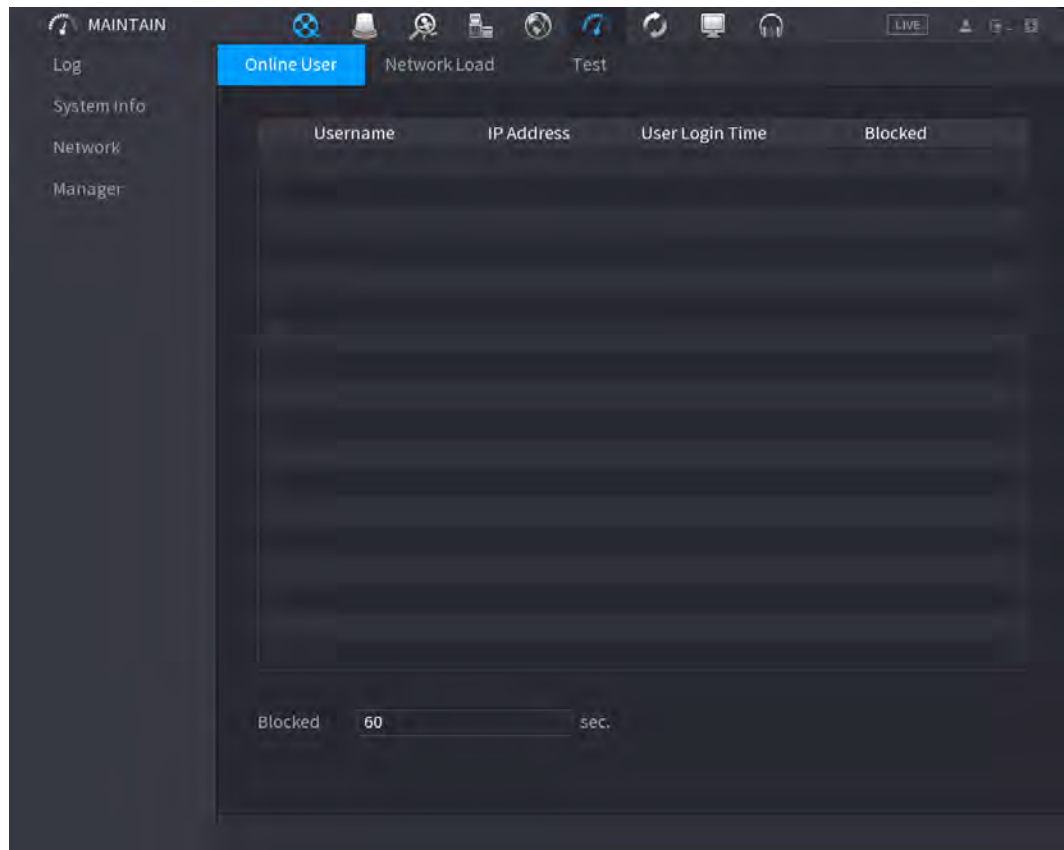 MAINTAIN
LIVE
Log
Online User Network Load Test
System Info
Username IP Address User Login Time Blocked
Network
Manager
Blocked 60 sec.